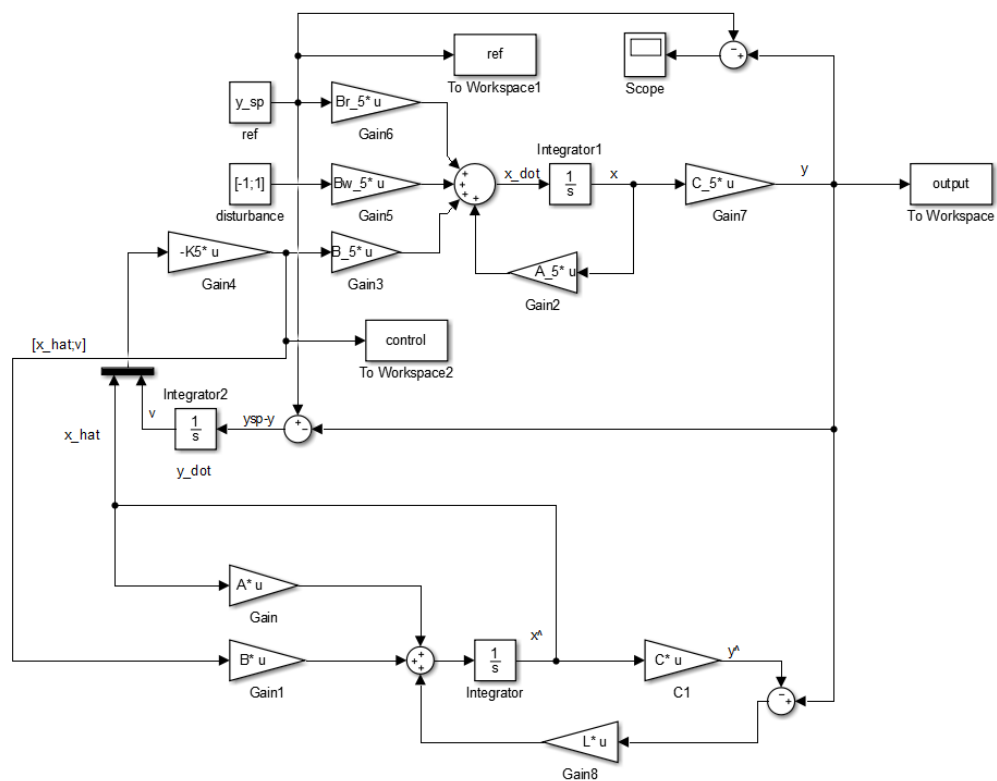 ref
To Workspace1
Scope
−
+
y_sp
ref
Br_5* u
Gain6
[-1;1]
disturbance
Bw_5* u
Gain5
+
+
+
+
x_dot
Integrator1
1
s
x
C_5* u
Gain7
y
output
To Workspace
-K5* u
Gain4
B_5* u
Gain3
A_5* u
Gain2
[x_hat;v]
control
To Workspace2
Integrator2
v
1
s
ysp-y
+
−
x_hat
y_dot
A* u
Gain
B* u
Gain1
+
+
+
1
s
Integrator
x^
C* u
C1
y^
−
+
L* u
Gain8